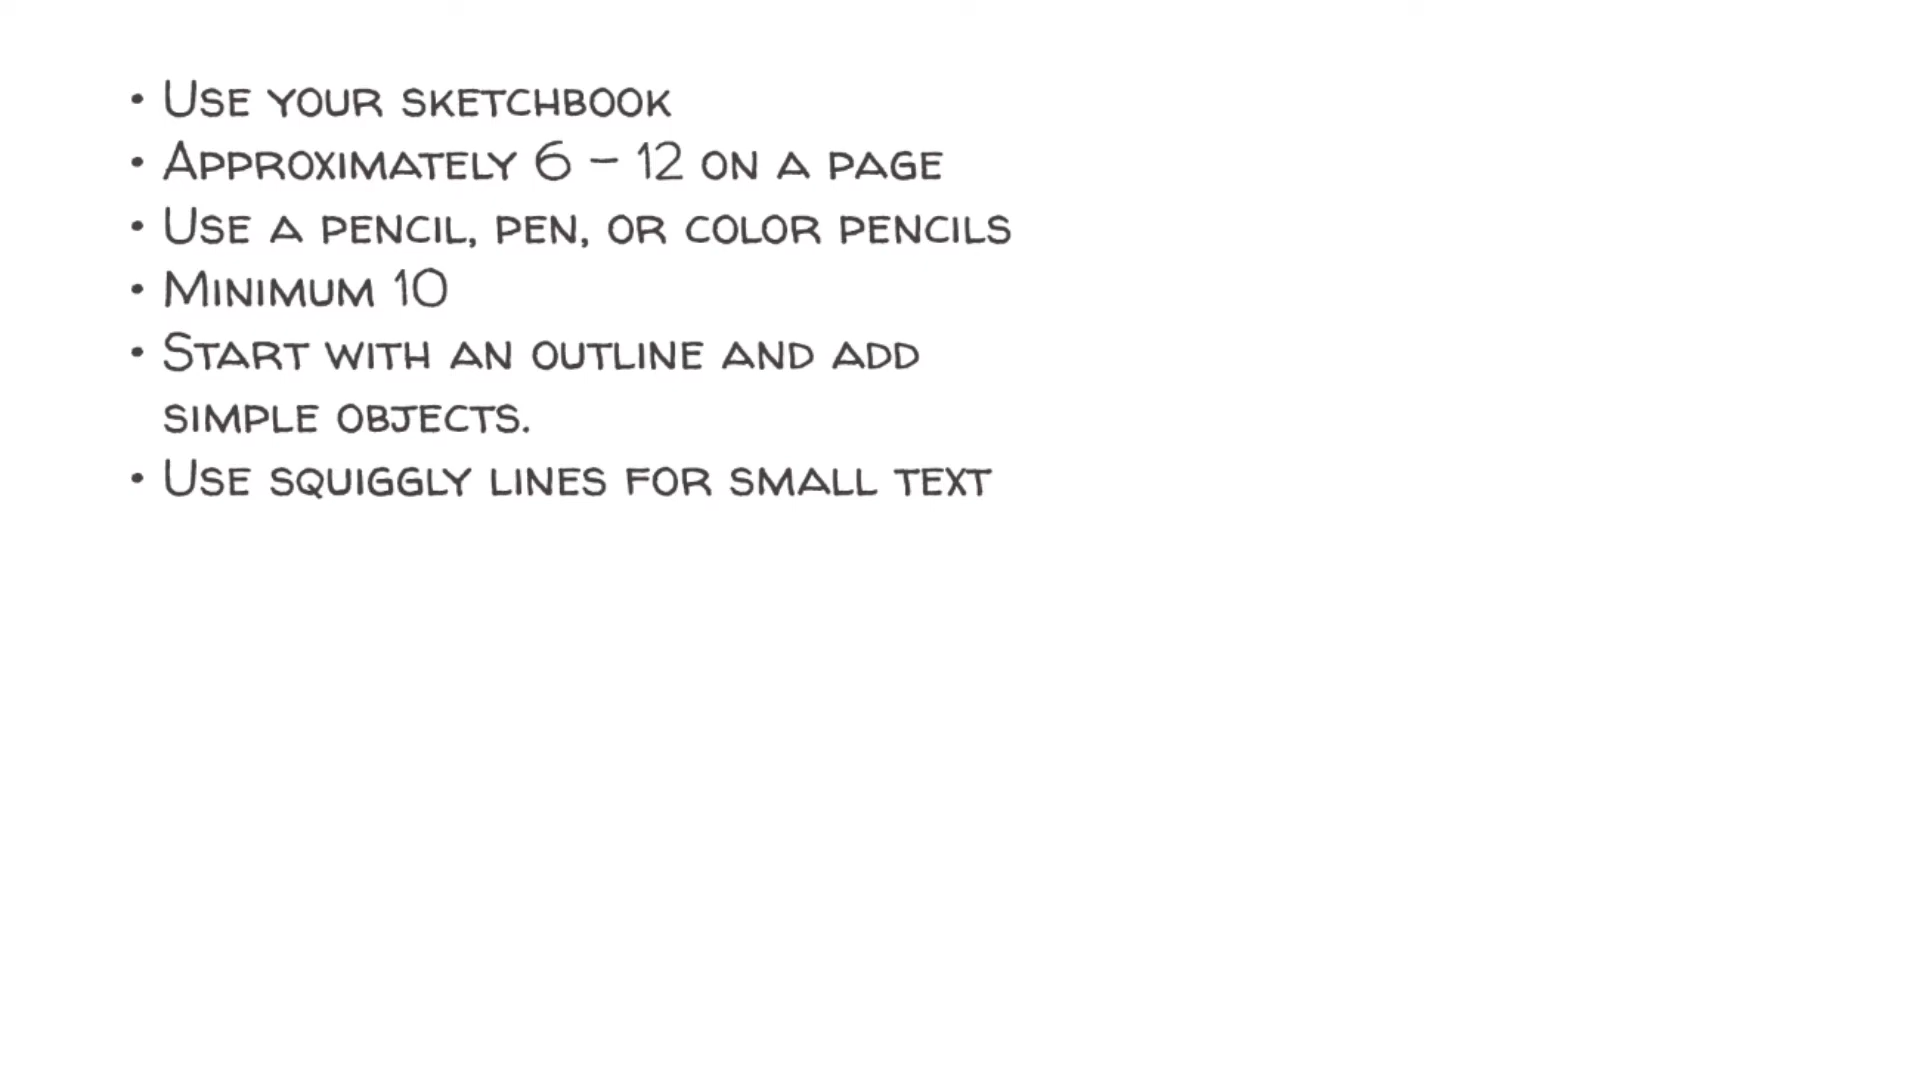 • Use your sketchbook
• Approximately 6 – 12 on a page
• Use a pencil, pen, or color pencils
• Minimum 10
• Start with an outline and add
simple objects.
• Use squiggly lines for small text